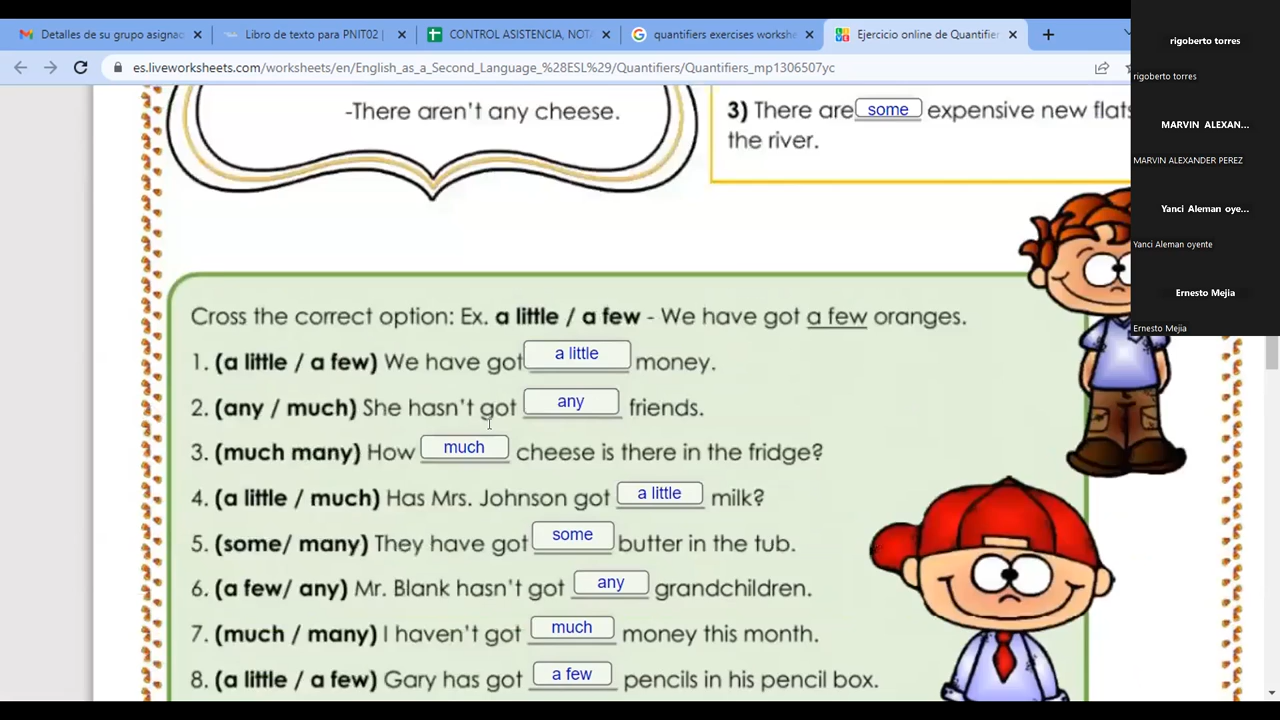 Detalles de su grupo asignac
Libro de texto para PNIT02 |
CONTROL ASISTENCIA, NOTA
quantifiers exercises workshe
Ejercicio online de Quantifier
es.liveworksheets.com/worksheets/en/English_as_a_Second_Language_%28ESL%29/Quantifiers/Quantifiers_mp1306507yc
rigoberto torres
rigoberto torres
MARVIN ALEXAN...
MARVIN ALEXANDER PEREZ
Yanci Aleman oye...
Yanci Aleman oyente
Ernesto Mejia
Ernesto Mejia
-There aren't any cheese.
3) There are some expensive new flats
the river.
Cross the correct option: Ex. a little / a few - We have got a few oranges.
1. (a little / a few) We have got a little money.
2. (any / much) She hasn't got any friends.
3. (much many) How much cheese is there in the fridge?
4. (a little / much) Has Mrs. Johnson got a little milk?
5. (some/ many) They have got some butter in the tub.
6. (a few/ any) Mr. Blank hasn't got any grandchildren.
7. (much / many) I haven't got much money this month.
8. (a little / a few) Gary has got a few pencils in his pencil box.